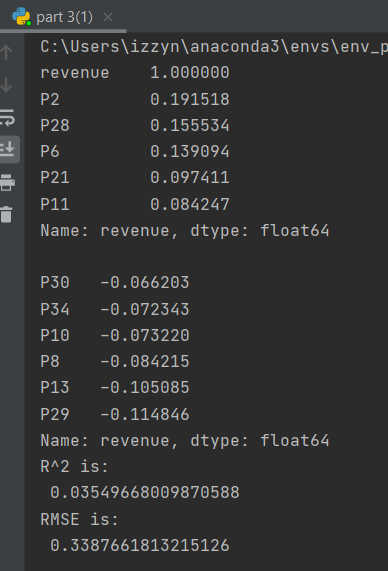 part 3(1)
C:\Users\izzyn\anaconda3\envs\env_p
revenue    1.000000
P2         0.191518
P28        0.155534
P6         0.139094
P21        0.097411
P11        0.084247
Name: revenue, dtype: float64
P30   -0.066203
P34   -0.072343
P10   -0.073220
P8    -0.084215
P13   -0.105085
P29   -0.114846
Name: revenue, dtype: float64
R^2 is:
 0.03549668009870588
RMSE is:
 0.3387661813215126